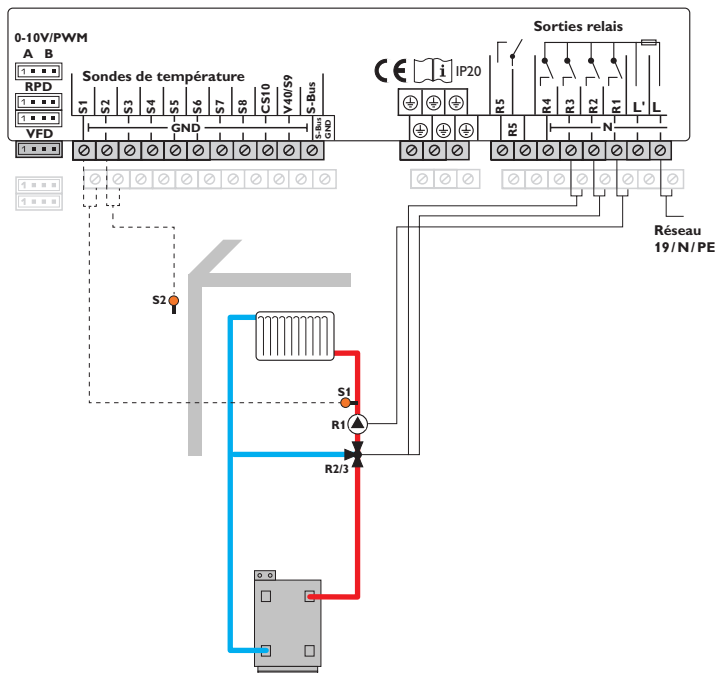 0-10V/PWM
A B
RPD
VFD
Sondes de température
S1 S2 S3 S4 S5 S6 S7 S8 CS10 V40/S9 S-Bus
GND
S-Bus
GND
CE i IP20
Sorties relais
R5 R4 R3 R2 R1 L' L
R5
N
Réseau
19/N/PE
S2
S1
R1
R2/3